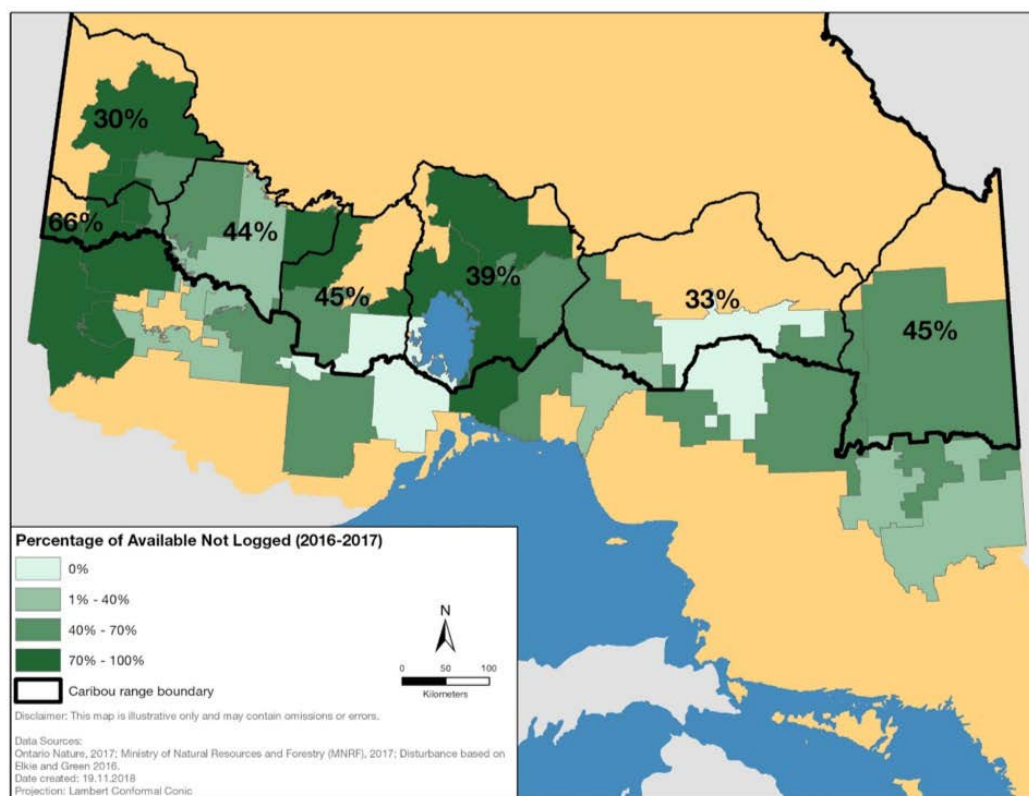 30%
66%
44%
45%
39%
33%
45%
Percentage of Available Not Logged (2016-2017)
0%
1% - 40%
40% - 70%
70% - 100%
Caribou range boundary
N
0 50 100
Kilometers
Disclaimer: This map is illustrative only and may contain omissions or errors.
Data Sources:
Ontario Nature, 2017; Ministry of Natural Resources and Forestry (MNRF), 2017; Disturbance based on
Elkie and Green 2016.
Date created: 19.11.2018
Projection: Lambert Conformal Conic